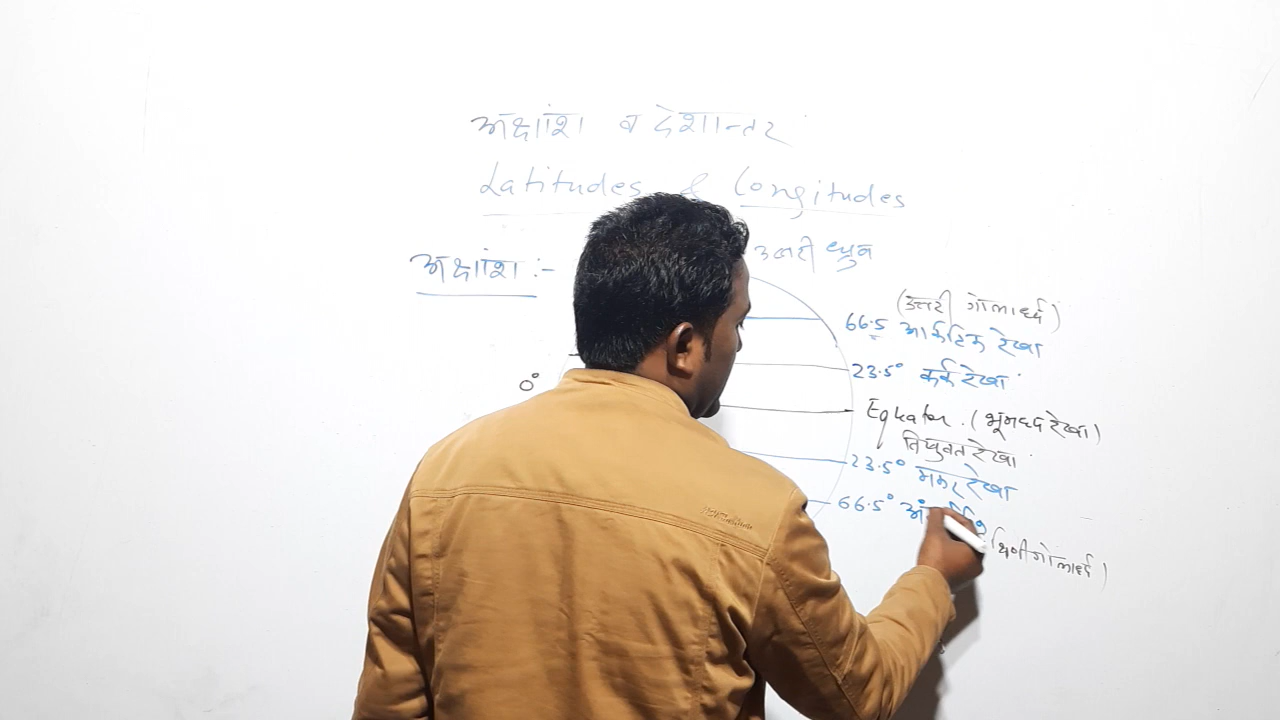 अक्षांश व देशान्तर
Latitudes & Longitudes
उत्तरी ध्रुव
अक्षांश :-
(उत्तरी गोलार्ध)
66.5 आर्कटिक रेखा
23.5° कर्क रेखा
0°
Equator. (भूमध्य रेखा)
विषुवत रेखा
23.5° मकर रेखा
66.5°
गोलार्ध)